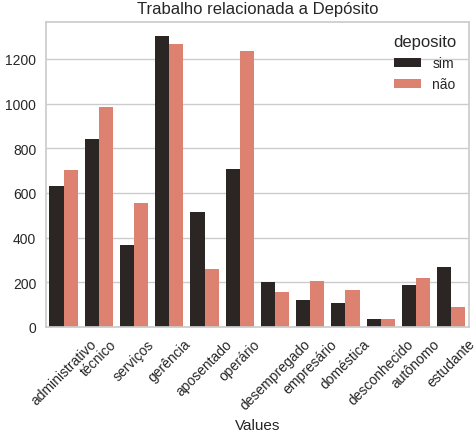 Trabalho relacionada a Depósito
deposito
sim
não
1200
1000
800
600
400
200
0
administrativo
técnico
serviços
gerência
aposentado
operário
desempregado
empresário
doméstica
desconhecido
autônomo
estudante
Values